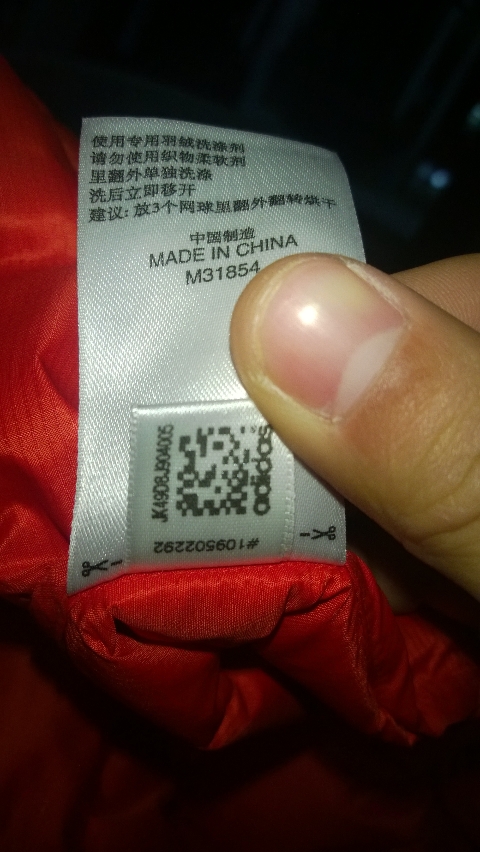 使用专用羽绒洗涤剂
请勿使用织物柔软剂
里翻外单独洗涤
洗后立即移开
建议: 放3个网球里翻外翻转烘干
中国制造
MADE IN CHINA
M31854
JK4908J904005
adidas
#109502292